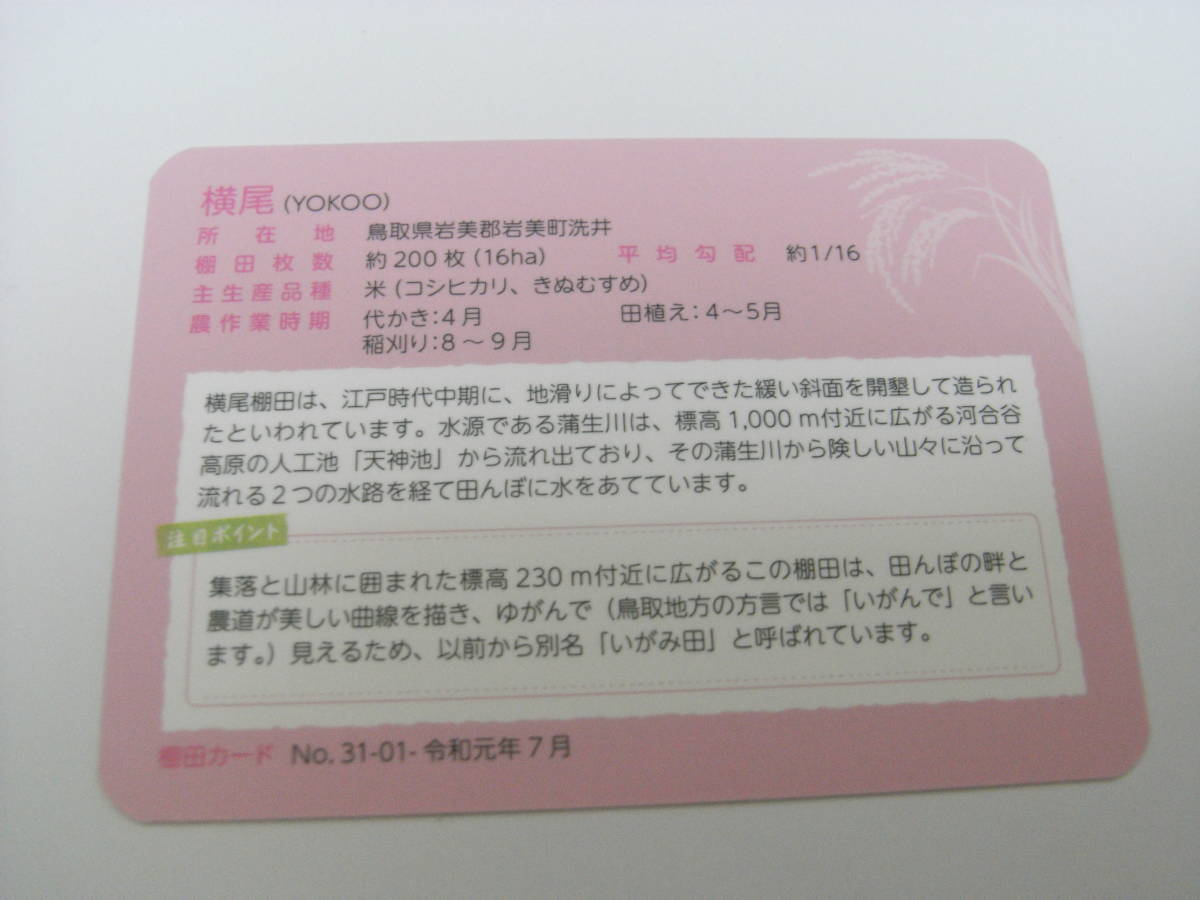 横尾 (YOKOO)
所在地 鳥取県岩美郡岩美町洗井
棚田枚数 約200枚 (16ha) 平均勾配 約1/16
主生産品種 米 (コシヒカリ、きぬむすめ)
農作業時期 代かき：4月 田植え：4～5月
稲刈り：8～9月
横尾棚田は、江戸時代中期に、地滑りによってできた緩い斜面を開墾して造られ
たといわれています。水源である蒲生川は、標高1,000m付近に広がる河合谷
高原の人工池「天神池」から流れ出ており、その蒲生川から険しい山々に沿って
流れる2つの水路を経て田んぼに水をあてています。
注目ポイント
集落と山林に囲まれた標高230m付近に広がるこの棚田は、田んぼの畔と
農道が美しい曲線を描き、ゆがんで（鳥取地方の方言では「いがんで」と言い
ます。）見えるため、以前から別名「いがみ田」と呼ばれています。
棚田カード No. 31-01-令和元年7月